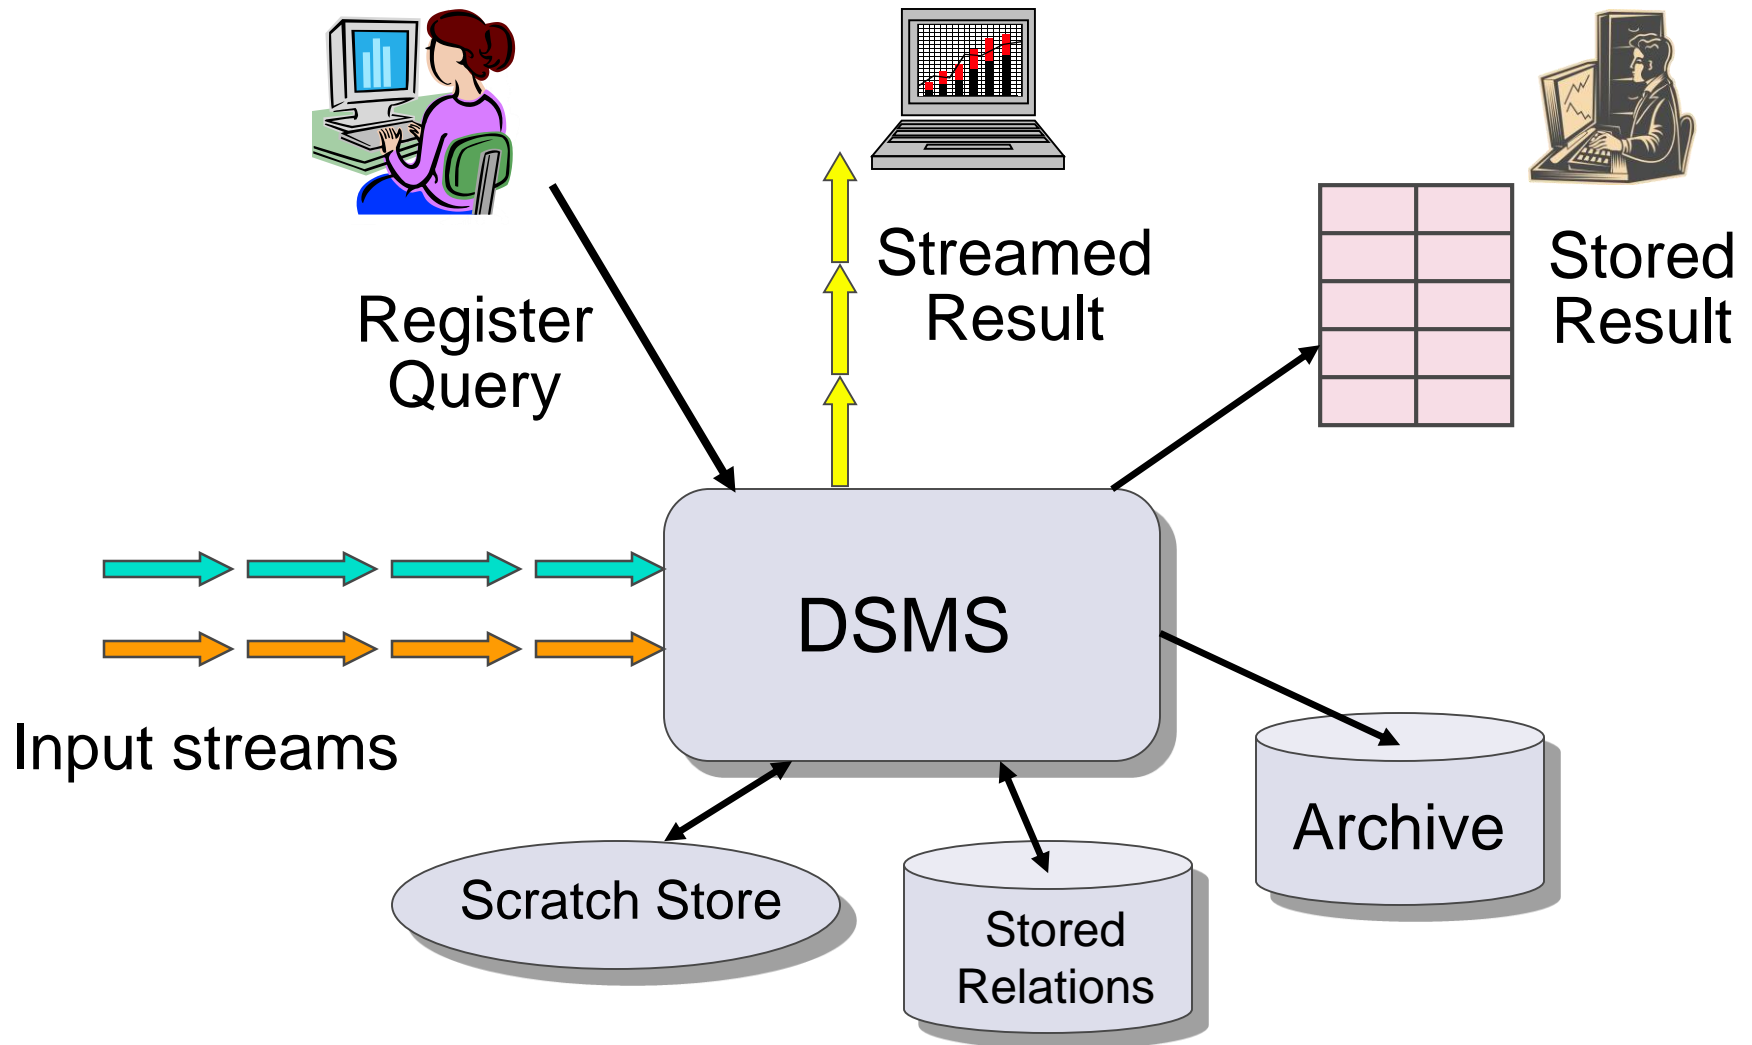 Streamed
Result
Stored
Result
Register
Query
DSMS
Input streams
Archive
Scratch Store
Stored
Relations